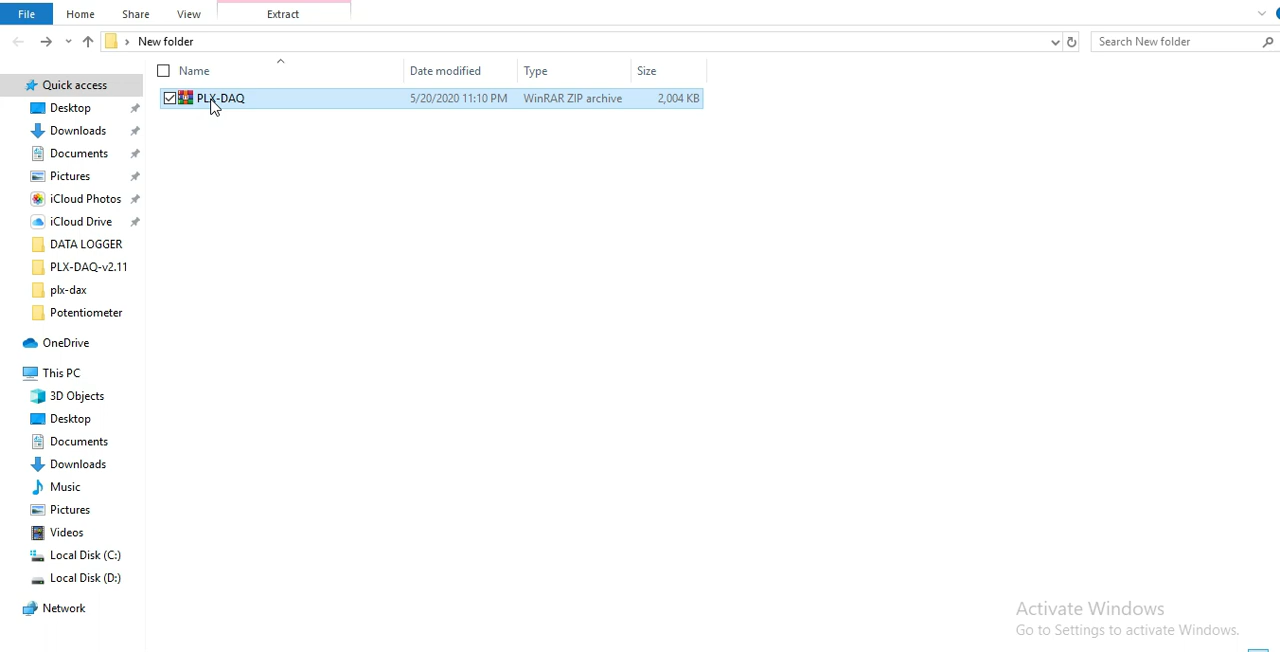 File Home Share View Extract
New folder Search New folder
Name Date modified Type Size
Quick access
PLX-DAQ 5/20/2020 11:10 PM WinRAR ZIP archive 2,004 KB
Desktop
Downloads
Documents
Pictures
iCloud Photos
iCloud Drive
DATA LOGGER
PLX-DAQ-v2.11
plx-dax
Potentiometer
OneDrive
This PC
3D Objects
Desktop
Documents
Downloads
Music
Pictures
Videos
Local Disk (C:)
Local Disk (D:)
Network
Activate Windows
Go to Settings to activate Windows.